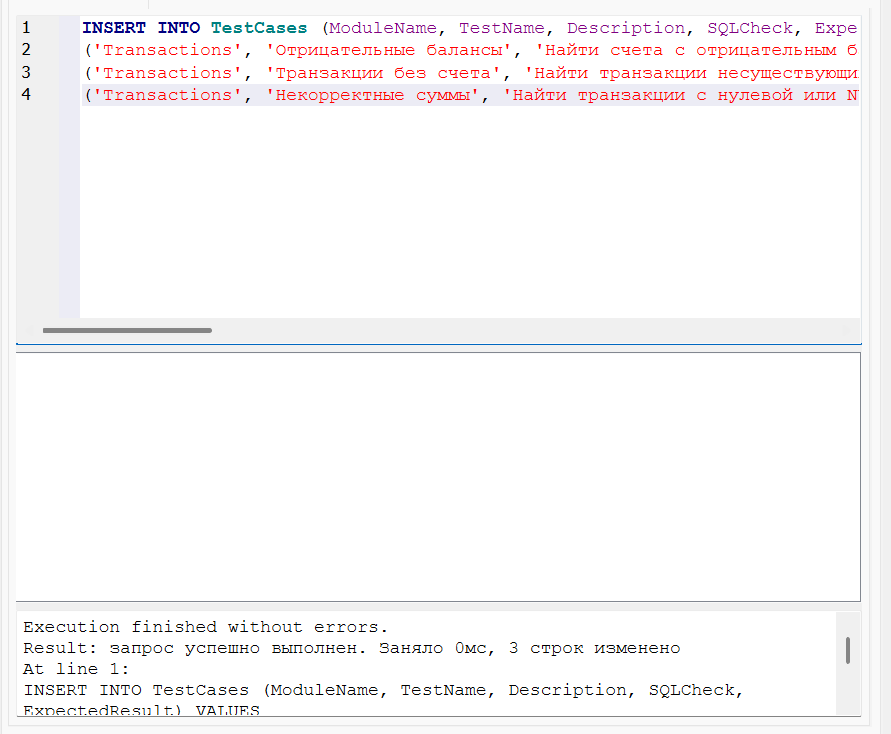 1 INSERT INTO TestCases (ModuleName, TestName, Description, SQLCheck, Expe
2 ('Transactions', 'Отрицательные балансы', 'Найти счета с отрицательным б
3 ('Transactions', 'Транзакции без счета', 'Найти транзакции несуществующи
4 ('Transactions', 'Некорректные суммы', 'Найти транзакции с нулевой или N
Execution finished without errors.
Result: запрос успешно выполнен. Заняло 0мс, 3 строк изменено
At line 1:
INSERT INTO TestCases (ModuleName, TestName, Description, SQLCheck,
ExpectedResult) VALUES